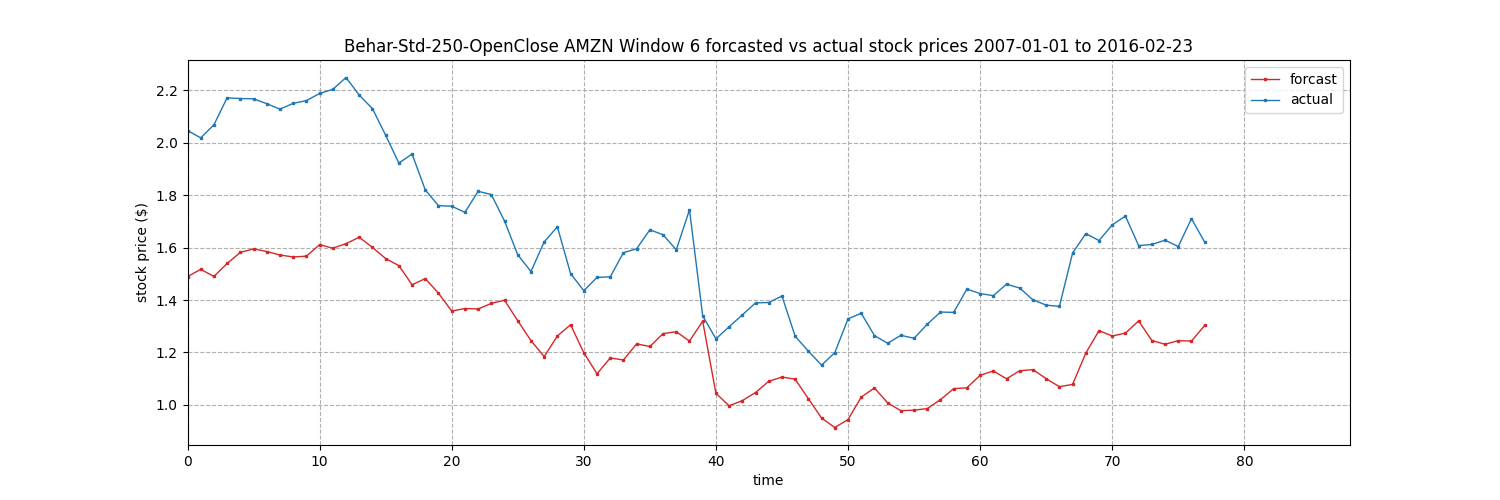 Behar-Std-250-OpenClose AMZN Window 6 forcasted vs actual stock prices 2007-01-01 to 2016-02-23
forcast
actual
stock price ($)
2.2
2.0
1.8
1.6
1.4
1.2
1.0
0 10 20 30 40 50 60 70 80
time